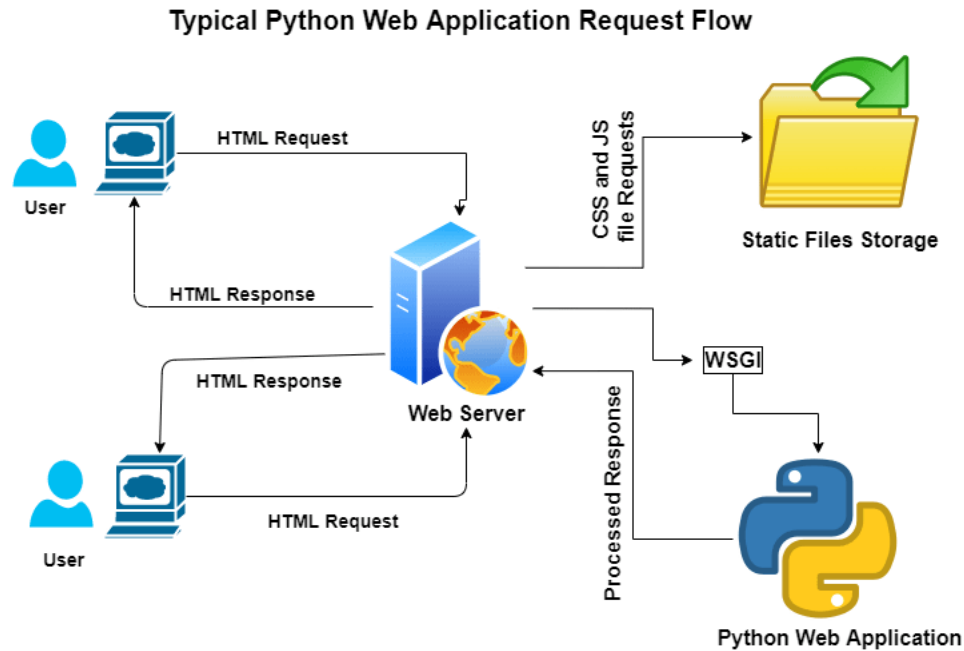 Typical Python Web Application Request Flow
HTML Request
User
HTML Response
CSS and JS
file Requests
Static Files Storage
WSGI
HTML Response
Web Server
Processed Response
User
HTML Request
Python Web Application